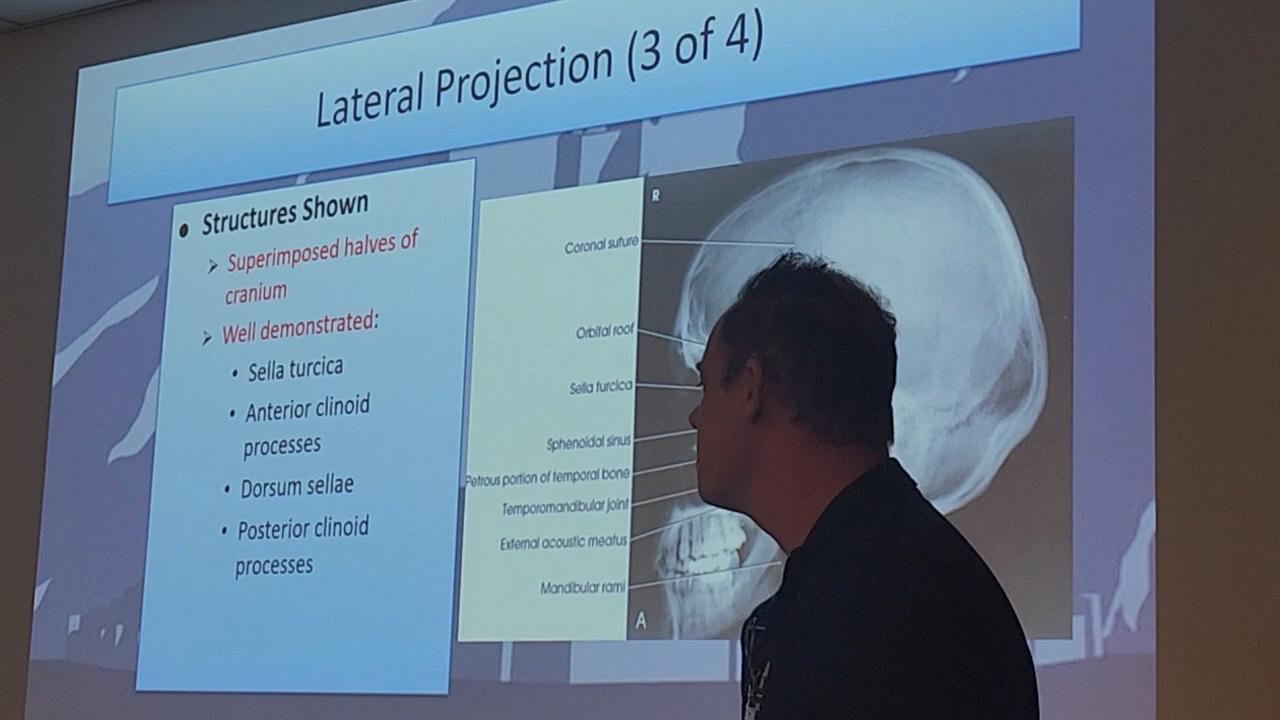 Lateral Projection (3 of 4)
• Structures Shown
➢ Superimposed halves of
cranium
➢ Well demonstrated:
• Sella turcica
• Anterior clinoid
processes
• Dorsum sellae
• Posterior clinoid
processes
R
Coronal suture
Orbital roof
Sella turcica
Sphenoidal sinus
Petrous portion of temporal bone
Temporomandibular joint
External acoustic meatus
Mandibular rami
A